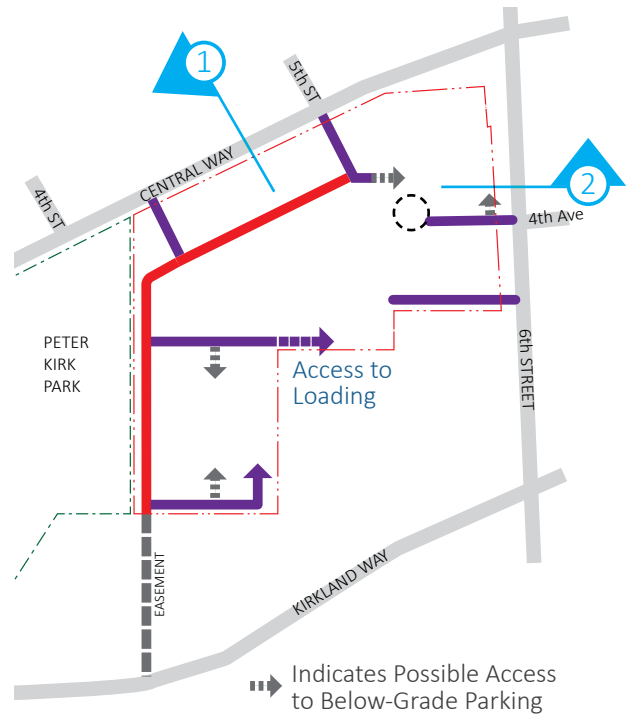 1
5th ST
CENTRAL WAY
4th ST
2
4th Ave
PETER
KIRK
PARK
6th STREET
Access to
Loading
EASEMENT
KIRKLAND WAY
Indicates Possible Access
to Below-Grade Parking